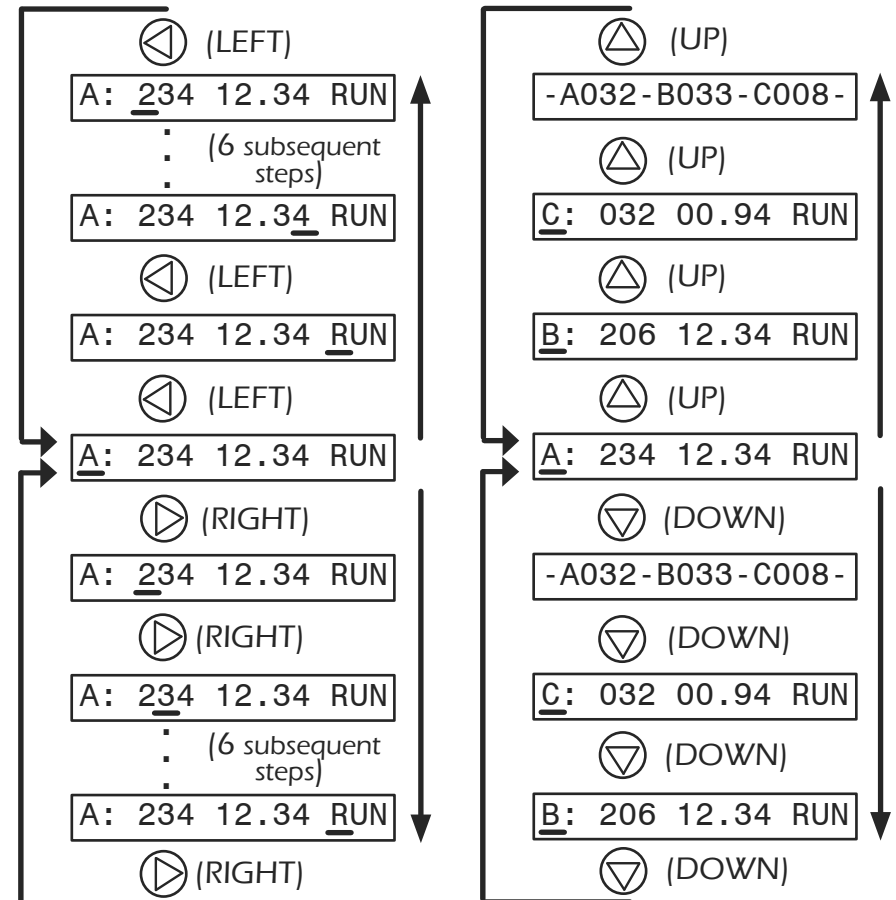 (LEFT)
A: 234 12.34 RUN
(6 subsequent
steps)
A: 234 12.34 RUN
(LEFT)
A: 234 12.34 RUN
(LEFT)
A: 234 12.34 RUN
(RIGHT)
A: 234 12.34 RUN
(RIGHT)
A: 234 12.34 RUN
(6 subsequent
steps)
A: 234 12.34 RUN
(RIGHT)
(UP)
-A032-B033-C008-
(UP)
C: 032 00.94 RUN
(UP)
B: 206 12.34 RUN
(UP)
A: 234 12.34 RUN
(DOWN)
-A032-B033-C008-
(DOWN)
C: 032 00.94 RUN
(DOWN)
B: 206 12.34 RUN
(DOWN)